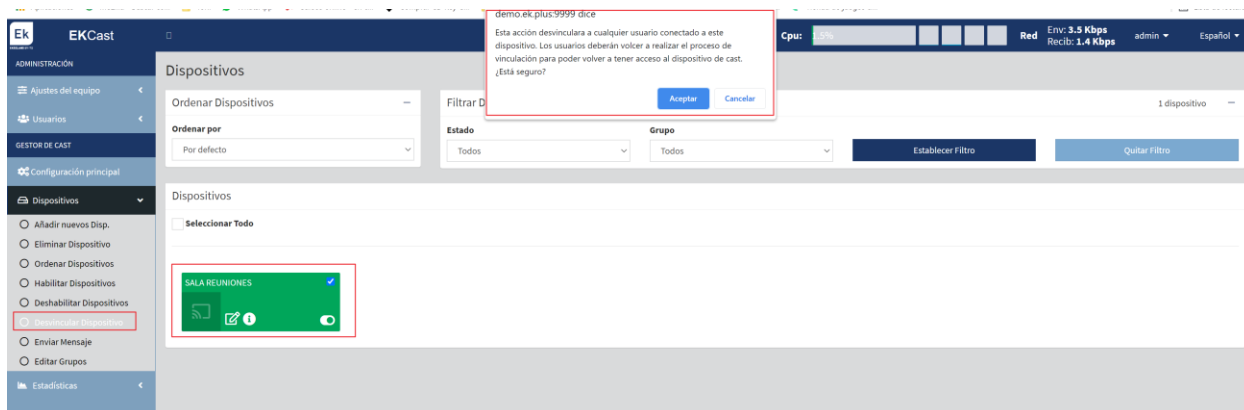 demo.ek.plus:9999 dice
Esta acción desvinculara a cualquier usuario conectado a este
dispositivo. Los usuarios deberán volcer a realizar el proceso de
vinculación para poder volver a tener acceso al dispositivo de cast.
¿Está seguro?
Aceptar Cancelar
Ek EKCast
Cpu: 1.5%
Red Env: 3.5 Kbps
Recib: 1.4 Kbps
admin Español
ADMINISTRACIÓN
Ajustes del equipo
Usuarios
GESTOR DE CAST
Configuración principal
Dispositivos
Añadir nuevos Disp.
Eliminar Dispositivo
Ordenar Dispositivos
Habilitar Dispositivos
Deshabilitar Dispositivos
Desvincular Dispositivo
Enviar Mensaje
Editar Grupos
Estadísticas
Dispositivos
Ordenar Dispositivos
Ordenar por
Por defecto
Filtrar D
1 dispositivo
Estado Grupo
Todos Todos
Establecer Filtro Quitar Filtro
Dispositivos
Seleccionar Todo
SALA REUNIONES